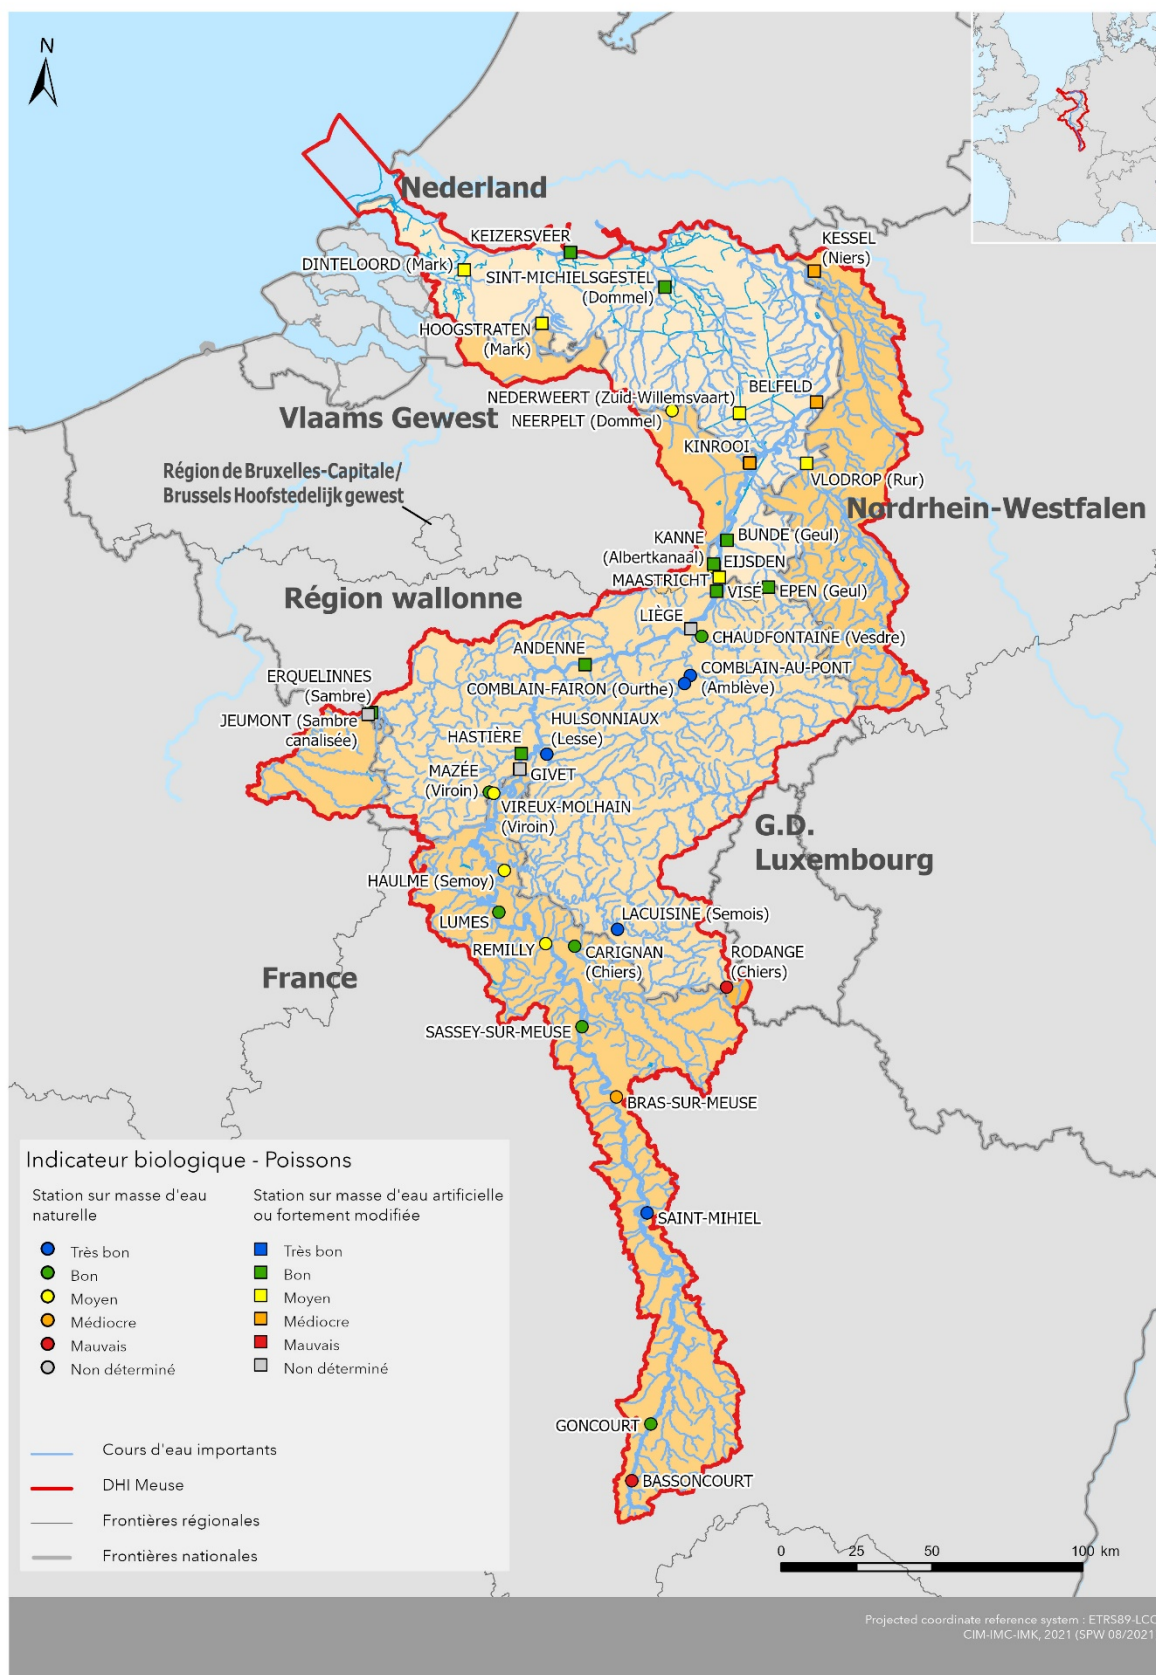 N
Nederland
KEIZERSVEER
KESSEL
(Niers)
DINTELOORD (Mark)
SINT-MICHIELSGESTEL
(Dommel)
HOOGSTRATEN
(Mark)
BELFELD
NEDERWEERT (Zuid-Willemsvaart)
Vlaams Gewest
NEERPELT (Dommel)
KINROOI
Région de Bruxelles-Capitale/
Brussels Hoofstedelijk gewest
VLODROP (Rur)
Nordrhein-Westfalen
KANNE
(Albertkanaal)
BUNDE (Geul)
EIJSDEN
MAASTRICHT
VISÉ
EPEN (Geul)
Région wallonne
LIÈGE
CHAUDFONTAINE (Vesdre)
ANDENNE
COMBLAIN-AU-PONT
(Amblève)
ERQUELINNES
(Sambre)
COMBLAIN-FAIRON (Ourthe)
JEUMONT (Sambre
canalisée)
HULSONNIAUX
(Lesse)
HASTIÈRE
GIVET
MAZÉE
(Viroin)
VIREUX-MOLHAIN
(Viroin)
G.D.
Luxembourg
HAULME (Semoy)
LUMES
LACUISINE (Semois)
REMILLY
CARIGNAN
(Chiers)
RODANGE
(Chiers)
France
SASSEY-SUR-MEUSE
BRAS-SUR-MEUSE
SAINT-MIHIEL
GONCOURT
BASSONCOURT
Indicateur biologique - Poissons
Station sur masse d'eau
naturelle
Très bon
Bon
Moyen
Médiocre
Mauvais
Non déterminé
Station sur masse d'eau artificielle
ou fortement modifiée
Très bon
Bon
Moyen
Médiocre
Mauvais
Non déterminé
Cours d'eau importants
DHI Meuse
Frontières régionales
Frontières nationales
0 25 50 100 km
Projected coordinate reference system : ETRS89-LCC
CIM-IMC-IMK, 2021 (SPW 08/2021